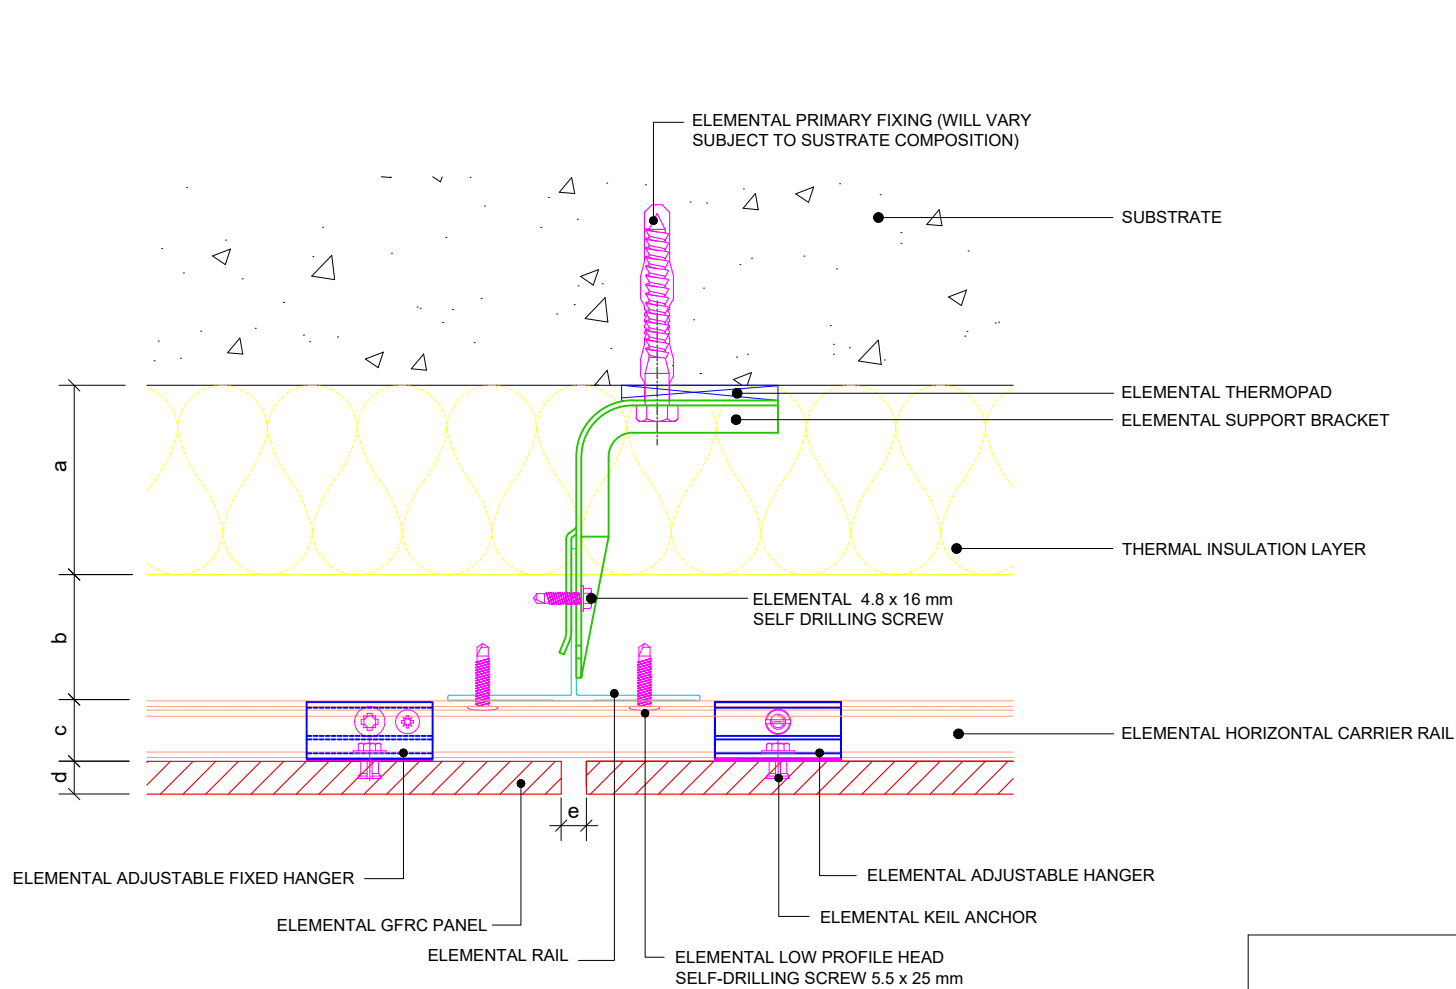 ELEMENTAL PRIMARY FIXING (WILL VARY
SUBJECT TO SUSTRATE COMPOSITION)
SUBSTRATE
ELEMENTAL THERMOPAD
ELEMENTAL SUPPORT BRACKET
a
THERMAL INSULATION LAYER
ELEMENTAL 4.8 x 16 mm
SELF DRILLING SCREW
b
c
ELEMENTAL HORIZONTAL CARRIER RAIL
d
e
ELEMENTAL ADJUSTABLE FIXED HANGER
ELEMENTAL ADJUSTABLE HANGER
ELEMENTAL GFRC PANEL
ELEMENTAL KEIL ANCHOR
ELEMENTAL RAIL
ELEMENTAL LOW PROFILE HEAD
SELF-DRILLING SCREW 5.5 x 25 mm